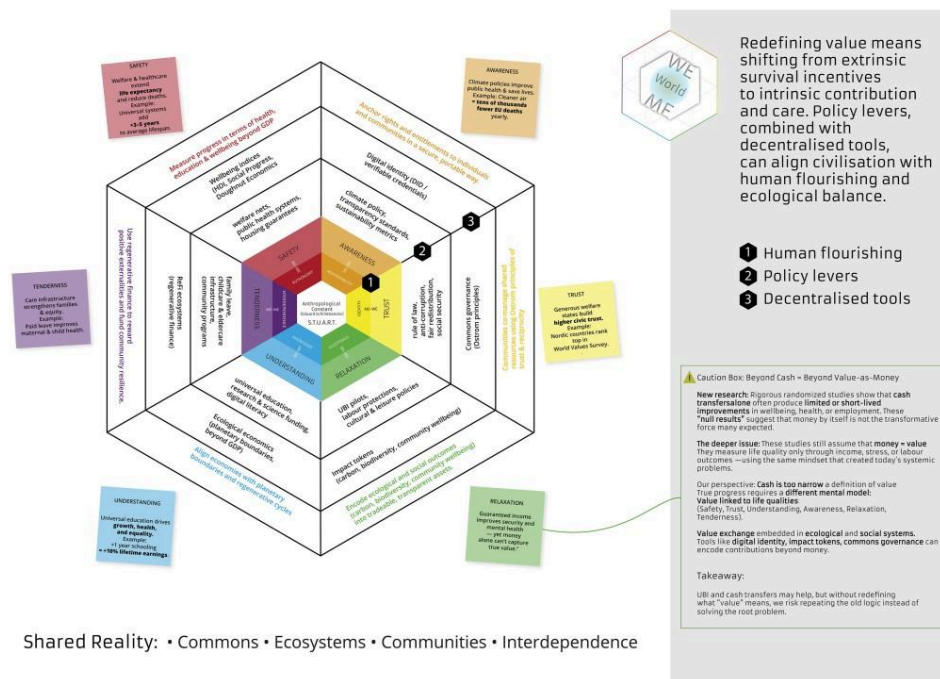 SAFETY
Welfare & healthcare
extend
life expectancy
and reduce deaths.
Example:
Universal systems
add
+3-5 years
to average lifespan.
AWARENESS
Climate policies improve
public health & save lives.
Example: Cleaner air
= tens of thousands
fewer EU deaths
yearly.
TENDERNESS
Care infrastructure
strengthens families
& equity.
Example:
Paid leave improves
maternal & child health.
TRUST
Generous welfare
states build
higher civic trust.
Example:
Nordic countries rank
top in
World Values Survey.
UNDERSTANDING
Universal education drives
growth, health,
and equality.
Example:
+1 year schooling
= +10% lifetime earnings.
RELAXATION
Guaranteed income
improves security and
mental health
— yet money
alone can't capture
true value."
Measure progress in terms of health,
education & wellbeing beyond GDP
Wellbeing indices
(HDI, Social Progress,
Doughnut Economics
welfare nets,
public health systems,
housing guarantees
SAFETY
Anchor rights and entitlements to individuals
and communities in a secure, portable way.
Digital identity (DID /
verifiable credentials)
climate policy,
transparency standards,
sustainability metrics
AWARENESS
3
2
1
Use regenerative finance to reward
positive externalities and fund community resilience.
ReFi ecosystems
(regenerative finance)
family leave,
childcare & eldercare
infrastructure,
community programs
TENDERNESS
Anthropological
Constant
S.T.U.A.R.T.
TRUST
rule of law,
anti-corruption,
fair redistribution,
social security
Commons governance
(Ostrom principles)
Communities co-manage shared
resources using Ostrom principles of
trust & reciprocity
UNDERSTANDING
universal education,
research & science funding,
digital literacy
Ecological economics
(planetary boundaries,
beyond GDP)
Align economies with planetary
boundaries and regenerative cycles
RELAXATION
UBI pilots,
labour protections,
cultural & leisure policies
Impact tokens
(carbon, biodiversity, community wellbeing)
Encode ecological and social outcomes
(carbon, biodiversity, community wellbeing)
into tradeable, transparent assets.
Shared Reality: • Commons • Ecosystems • Communities • Interdependence
WE
World
ME
Redefining value means
shifting from extrinsic
survival incentives
to intrinsic contribution
and care. Policy levers,
combined with
decentralised tools,
can align civilisation with
human flourishing and
ecological balance.
1 Human flourishing
2 Policy levers
3 Decentralised tools
Caution Box: Beyond Cash = Beyond Value-as-Money
New research: Rigorous randomized studies show that cash
transfersalone often produce limited or short-lived
improvements in wellbeing, health, or employment. These
"null results" suggest that money by itself is not the transformative
force many expected.
The deeper issue: These studies still assume that money = value
They measure life quality only through income, stress, or labour
outcomes —using the same mindset that created today's systemic
problems.
Our perspective: Cash is too narrow a definition of value
True progress requires a different mental model:
Value linked to life qualities
(Safety, Trust, Understanding, Awareness, Relaxation,
Tenderness).
Value exchange embedded in ecological and social systems.
Tools like digital identity, impact tokens, commons governance can
encode contributions beyond money.
Takeaway:
UBI and cash transfers may help, but without redefining
what "value" means, we risk repeating the old logic instead of
solving the root problem.